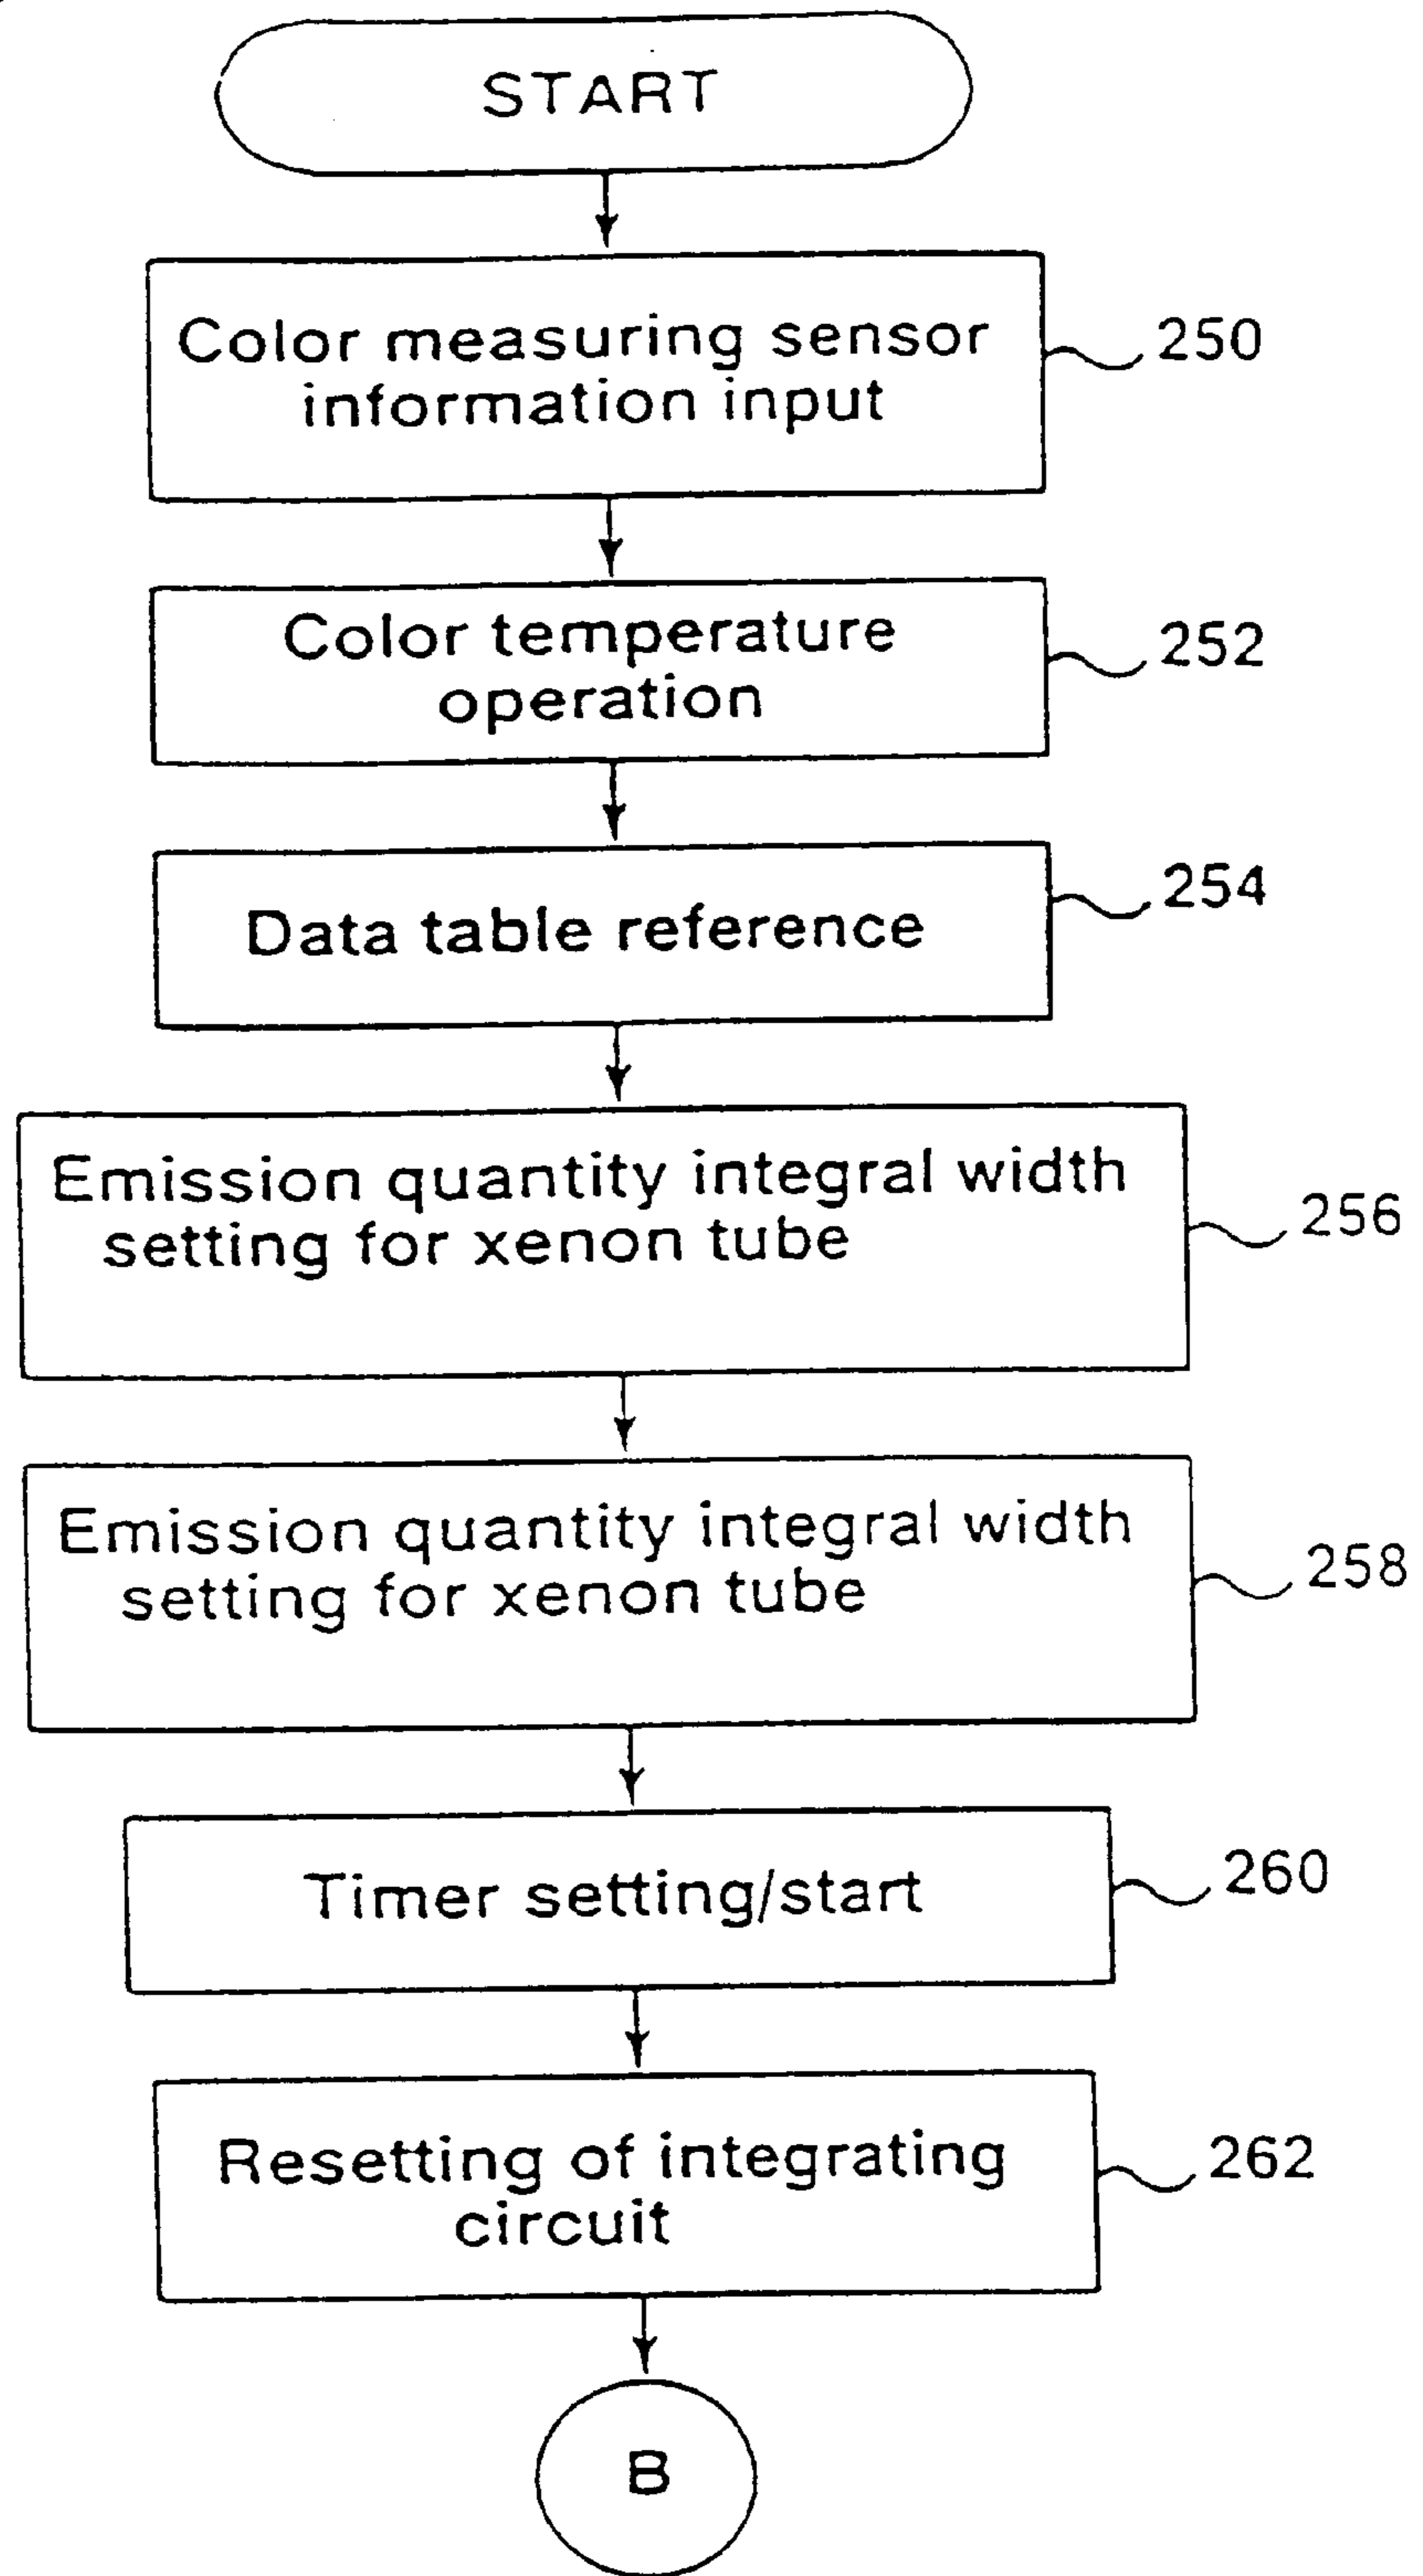 START
Color measuring sensor
information input
250
Color temperature
operation
252
Data table reference
254
Emission quantity integral width
setting for xenon tube
256
Emission quantity integral width
setting for xenon tube
258
Timer setting/start
260
Resetting of integrating
circuit
262
B